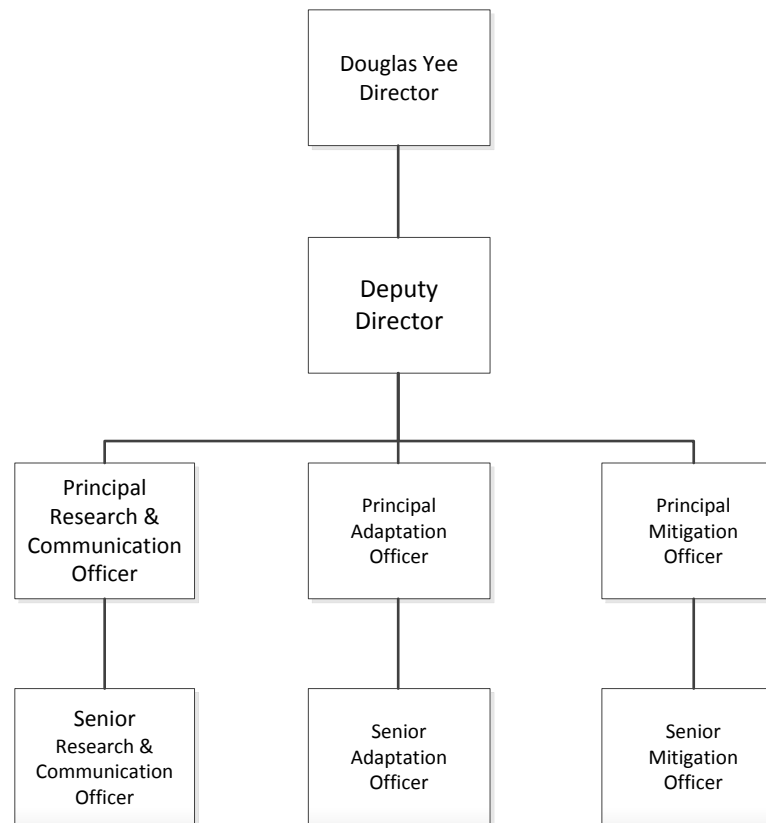 Douglas Yee
Director
Deputy
Director
Principal
Research &
Communication
Officer
Principal
Adaptation
Officer
Principal
Mitigation
Officer
Senior
Research &
Communication
Officer
Senior
Adaptation
Officer
Senior
Mitigation
Officer